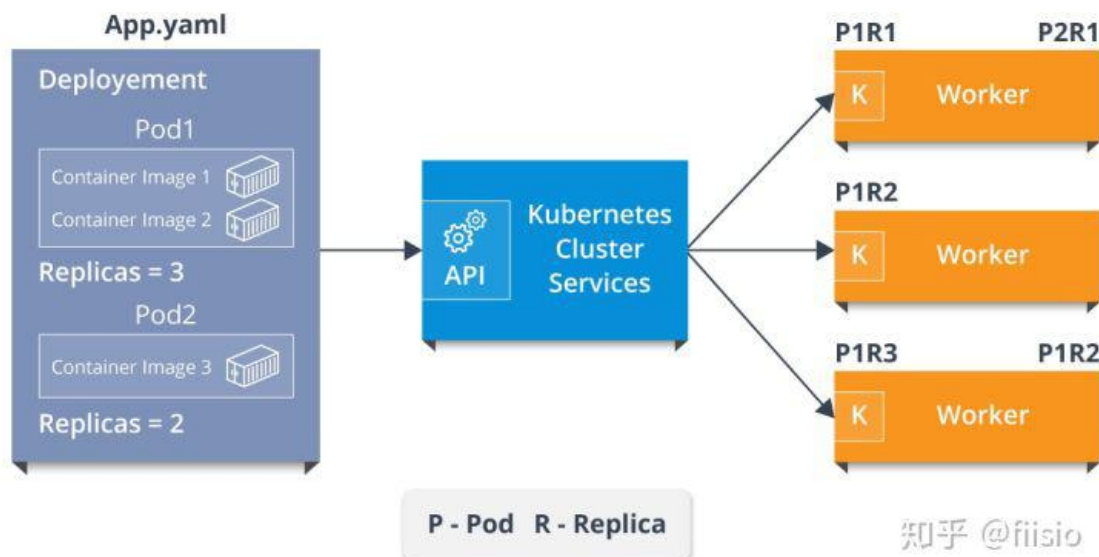 App.yaml
Deployement
Pod1
Container Image 1
Container Image 2
Replicas = 3
Pod2
Container Image 3
Replicas = 2
API
Kubernetes
Cluster
Services
P1R1 P2R1
K Worker
P1R2
K Worker
P1R3 P1R2
K Worker
P - Pod R - Replica
知乎 @fiisio